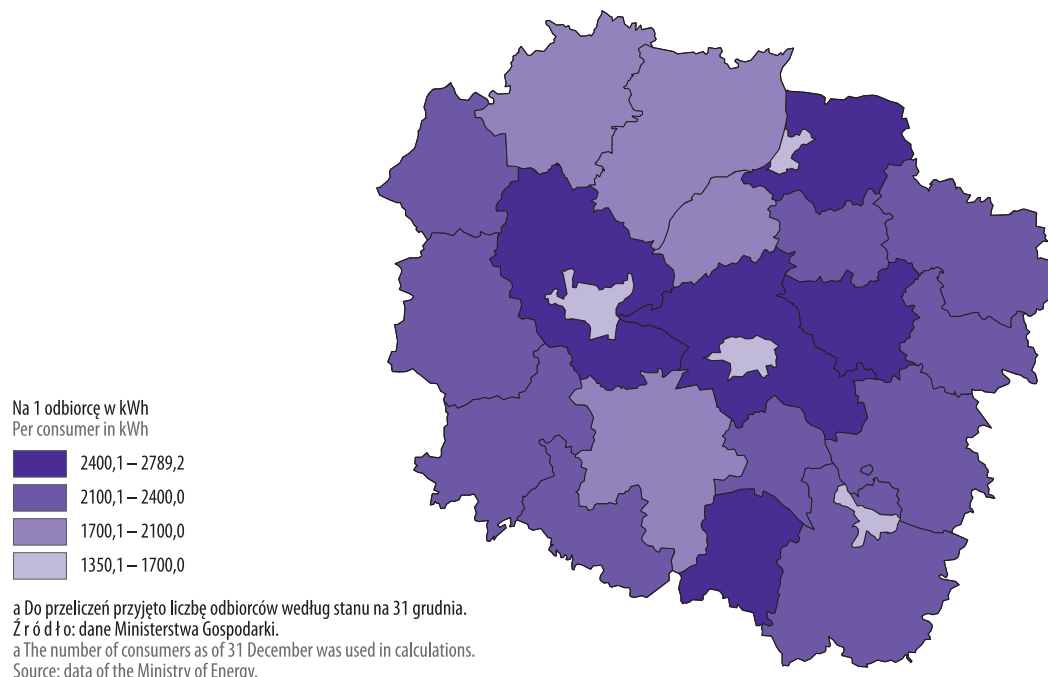 Na 1 odbiorcę w kWh
Per consumer in kWh
2400,1 – 2789,2
2100,1 – 2400,0
1700,1 – 2100,0
1350,1 – 1700,0
a Do przeliczeń przyjęto liczbę odbiorców według stanu na 31 grudnia.
Ź r ó d ł o: dane Ministerstwa Gospodarki.
a The number of consumers as of 31 December was used in calculations.
Source: data of the Ministry of Energy.